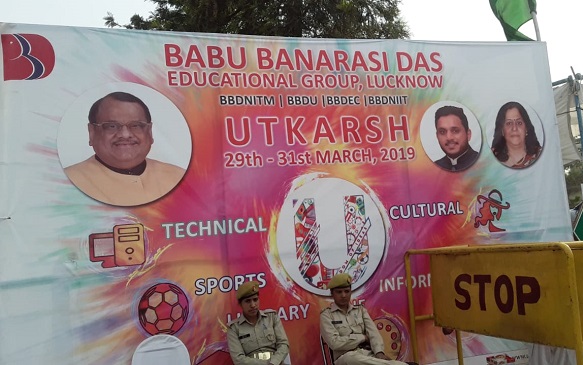 BABU BANARASI DAS
EDUCATIONAL GROUP, LUCKNOW
BBDNITM | BBDU | BBDEC | BBDNIIT
UTKARSH
29th - 31st MARCH, 2019
TECHNICAL
U
CULTURAL
SPORTS
STOP